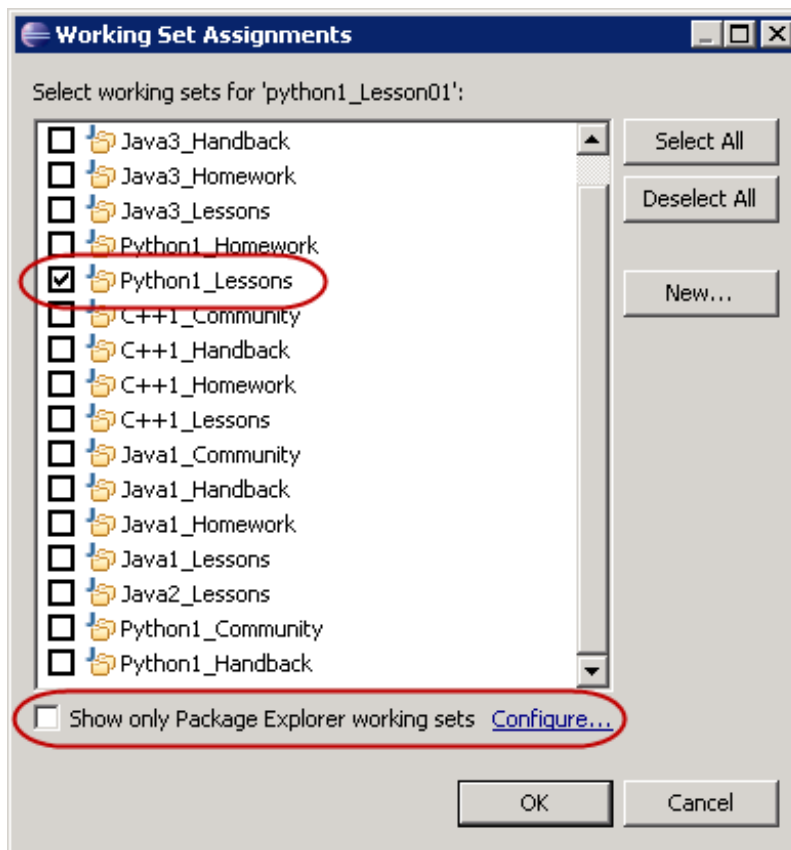 Working Set Assignments
Select working sets for 'python1_Lesson01':
Java3_Handback
Java3_Homework
Java3_Lessons
Python1_Homework
Python1_Lessons
C++1_Community
C++1_Handback
C++1_Homework
C++1_Lessons
Java1_Community
Java1_Handback
Java1_Homework
Java1_Lessons
Java2_Lessons
Python1_Community
Python1_Handback
Select All
Deselect All
New...
Show only Package Explorer working sets Configure...
OK Cancel